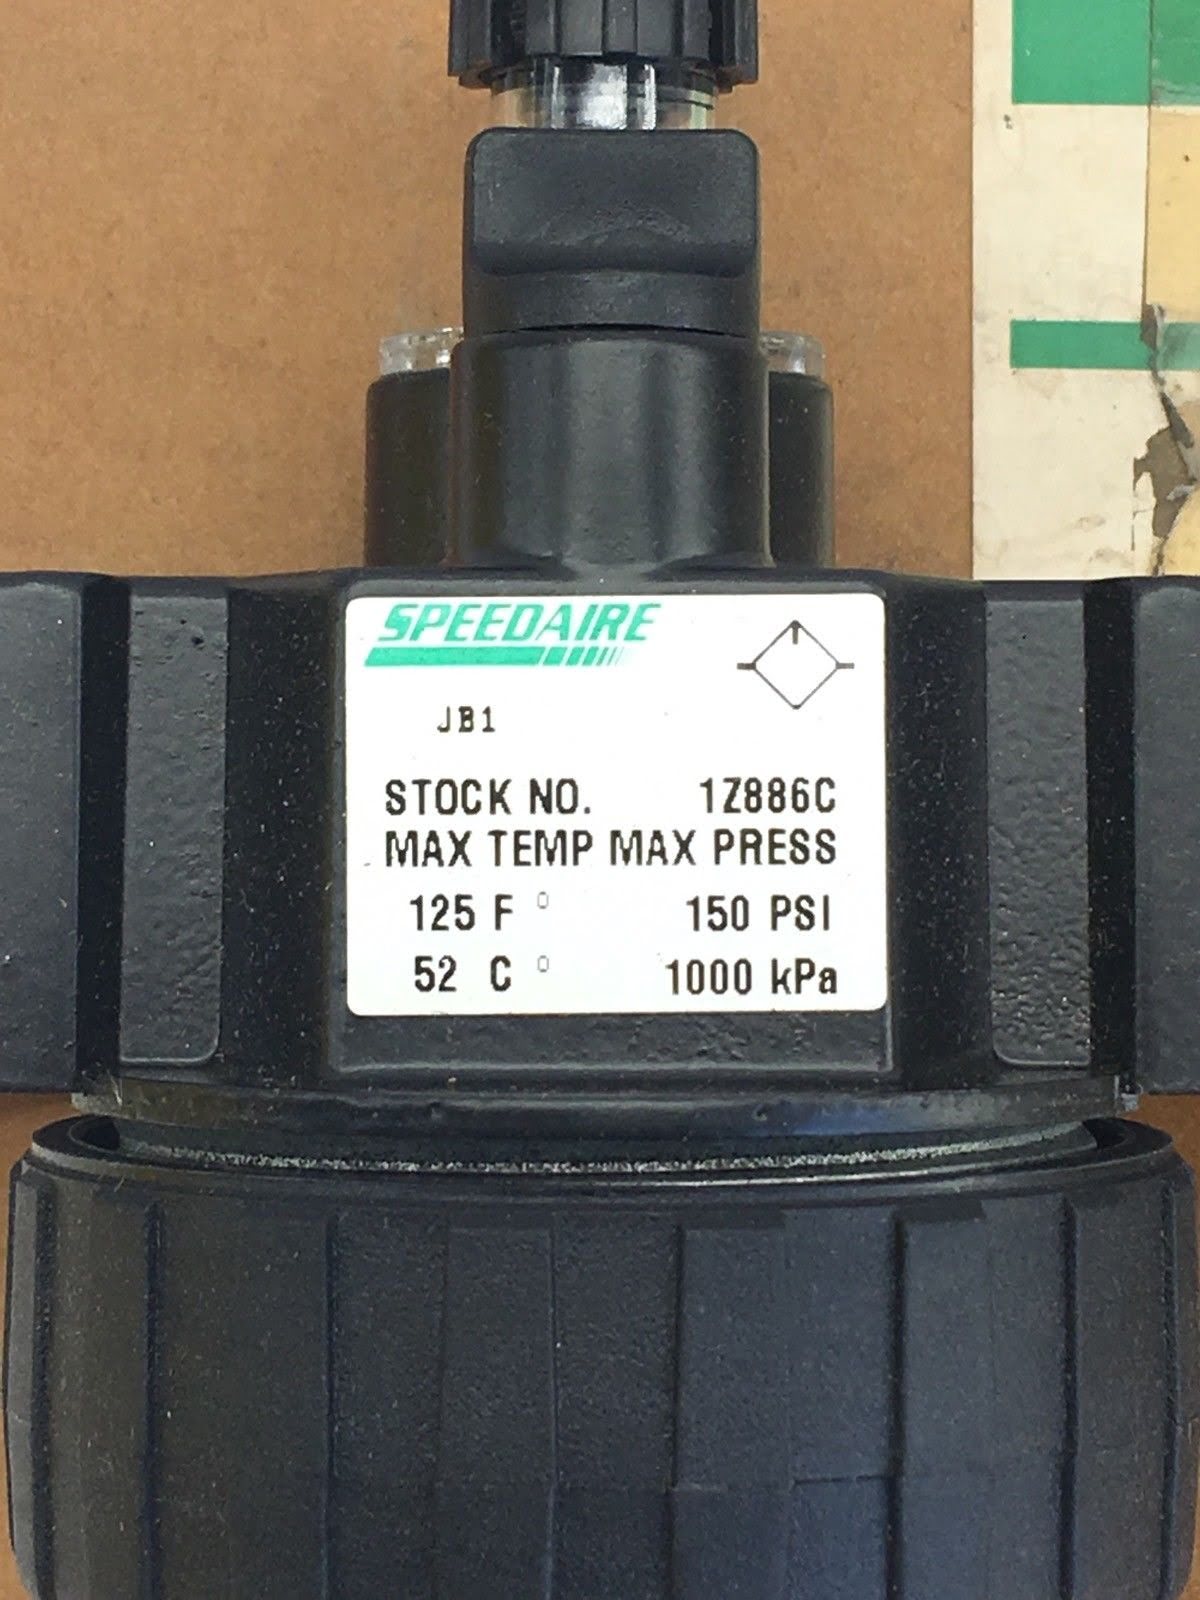 SPEEDAIRE
JB1
STOCK NO. 1Z886C
MAX TEMP MAX PRESS
125 F ° 150 PSI
52 C ° 1000 kPa